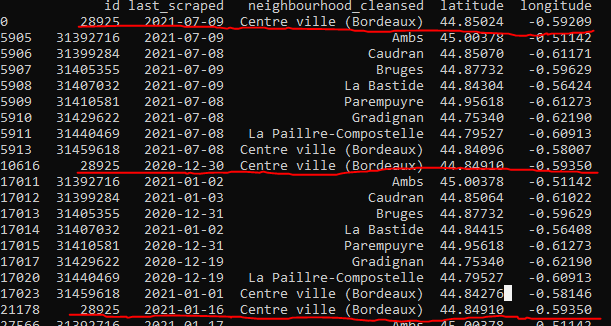 id last_scraped neighbourhood_cleansed latitude longitude
0 28925 2021-07-09 Centre ville (Bordeaux) 44.85024 -0.59209
5905 31392716 2021-07-09 Ambs 45.00378 -0.51142
5906 31399284 2021-07-08 Caudran 44.85070 -0.61171
5907 31405355 2021-07-09 Bruges 44.87732 -0.59629
5908 31407032 2021-07-09 La Bastide 44.84304 -0.56424
5909 31410581 2021-07-08 Parempuyre 44.95618 -0.61273
5910 31429622 2021-07-08 Gradignan 44.75340 -0.62190
5911 31440469 2021-07-08 La Paillre-Compostelle 44.79527 -0.60913
5913 31459618 2021-07-08 Centre ville (Bordeaux) 44.84096 -0.58007
10616 28925 2020-12-30 Centre ville (Bordeaux) 44.84910 -0.59350
17011 31392716 2021-01-02 Ambs 45.00378 -0.51142
17012 31399284 2021-01-03 Caudran 44.85064 -0.61022
17013 31405355 2020-12-31 Bruges 44.87732 -0.59629
17014 31407032 2021-01-02 La Bastide 44.84415 -0.56408
17015 31410581 2020-12-31 Parempuyre 44.95618 -0.61273
17017 31429622 2020-12-19 Gradignan 44.75340 -0.62190
17020 31440469 2020-12-19 La Paillre-Compostelle 44.79527 -0.60913
17023 31459618 2021-01-01 Centre ville (Bordeaux) 44.84276 -0.58146
21178 28925 2021-01-16 Centre ville (Bordeaux) 44.84910 -0.59350
27566 31392716 2021-01-17 Ambs 45.00378 -0.51142